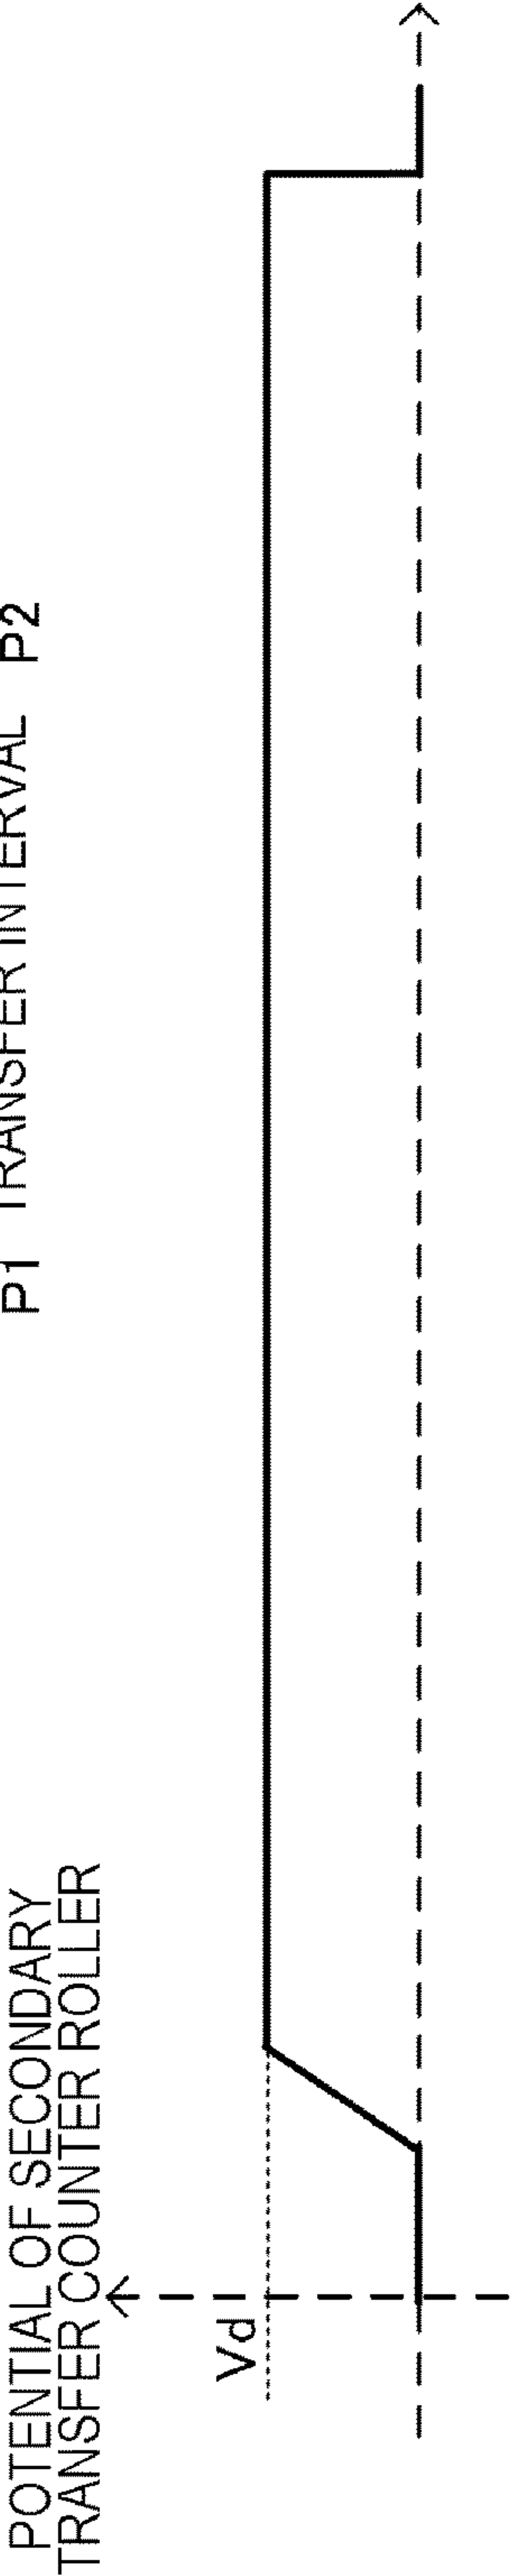 P1 TRANSFER INTERVAL P2
POTENTIAL OF SECONDARY
TRANSFER COUNTER ROLLER
Vd